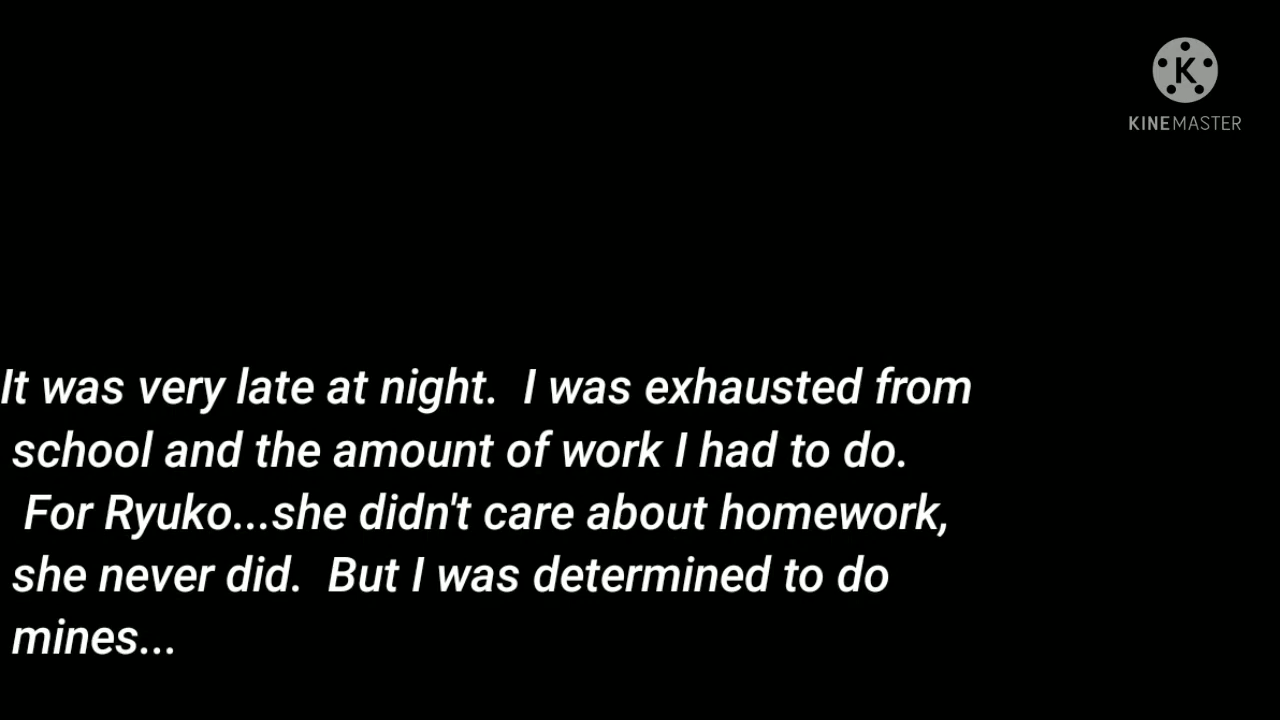 K
KINEMASTER
It was very late at night.  I was exhausted from
school and the amount of work I had to do.
For Ryuko...she didn't care about homework,
she never did.  But I was determined to do
mines...